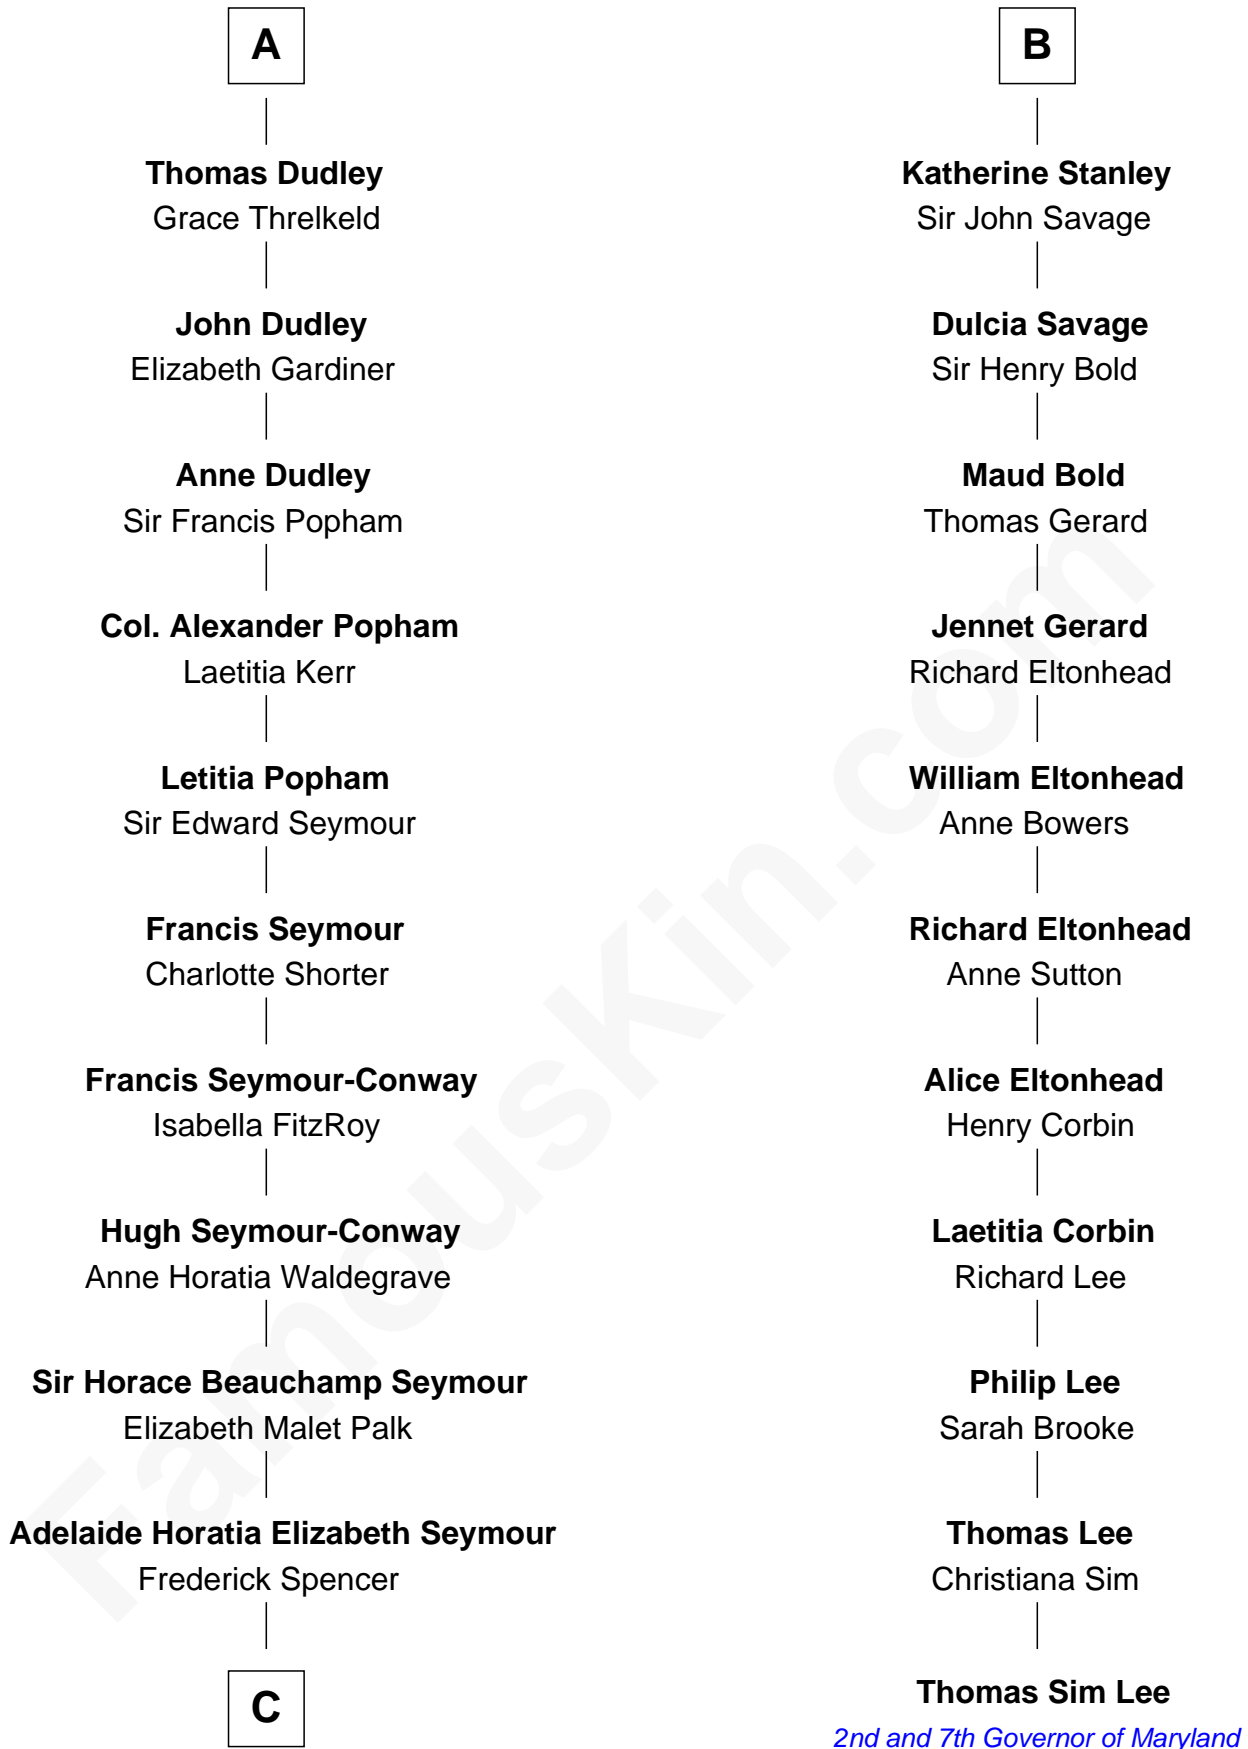 A
Thomas Dudley
Grace Threlkeld
John Dudley
Elizabeth Gardiner
Anne Dudley
Sir Francis Popham
Col. Alexander Popham
Laetitia Kerr
Letitia Popham
Sir Edward Seymour
Francis Seymour
Charlotte Shorter
Francis Seymour-Conway
Isabella FitzRoy
Hugh Seymour-Conway
Anne Horatia Waldegrave
Sir Horace Beauchamp Seymour
Elizabeth Malet Palk
Adelaide Horatia Elizabeth Seymour
Frederick Spencer
C
B
Katherine Stanley
Sir John Savage
Dulcia Savage
Sir Henry Bold
Maud Bold
Thomas Gerard
Jennet Gerard
Richard Eltonhead
William Eltonhead
Anne Bowers
Richard Eltonhead
Anne Sutton
Alice Eltonhead
Henry Corbin
Laetitia Corbin
Richard Lee
Philip Lee
Sarah Brooke
Thomas Lee
Christiana Sim
Thomas Sim Lee
2nd and 7th Governor of Maryland
FamousKin.com